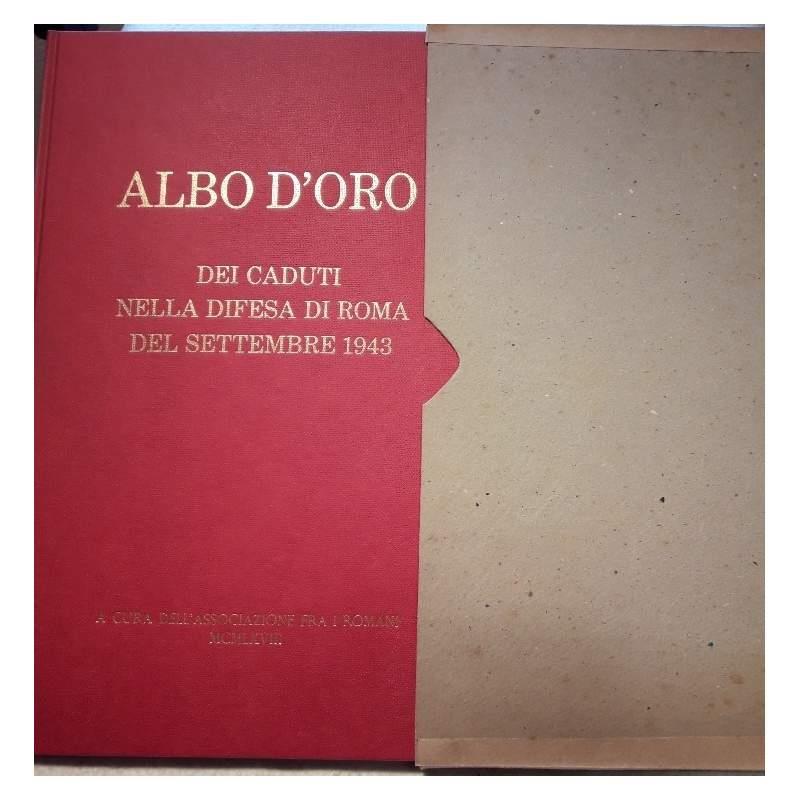 ALBO D'ORO
DEI CADUTI
NELLA DIFESA DI ROMA
DEL SETTEMBRE 1943
A CURA DELL'ASSOCIAZIONE FRA I ROMANI
MCMLXVIII